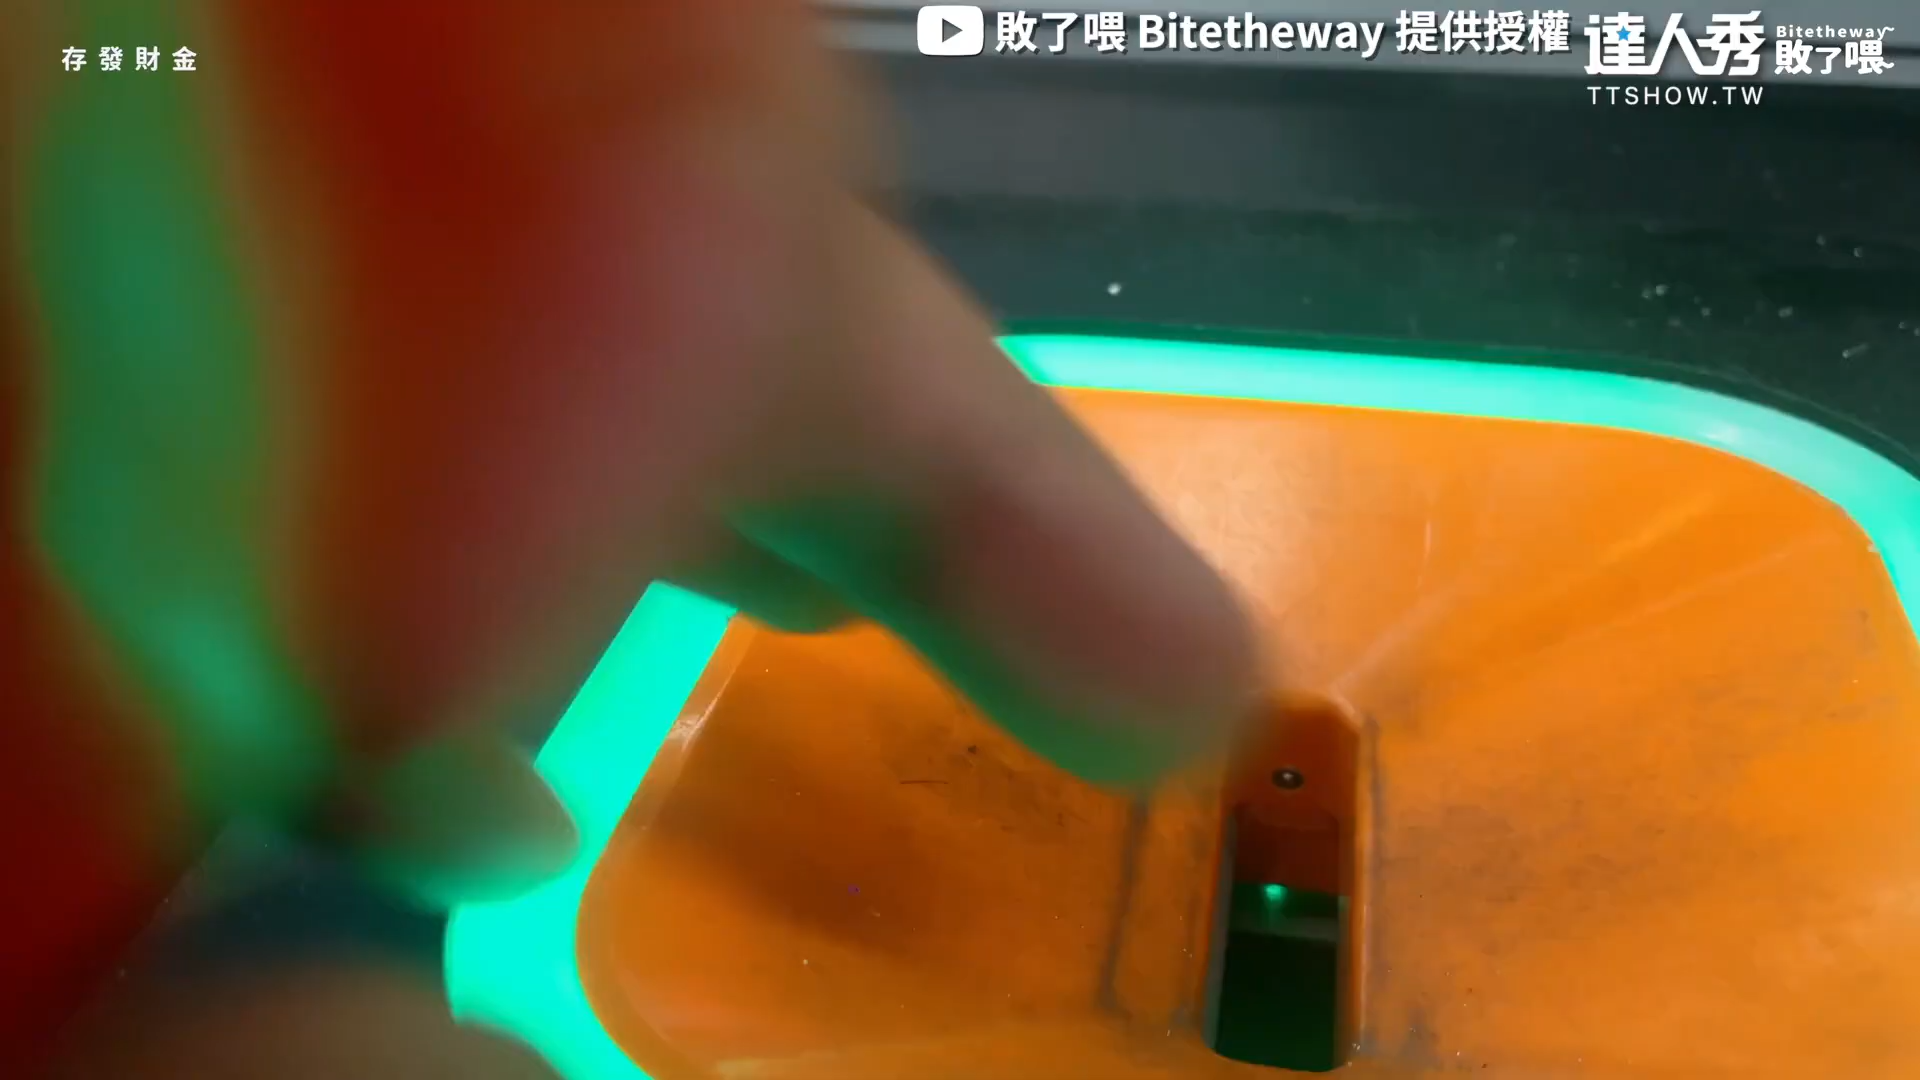 存發財金
敗了喂 Bitetheway 提供授權
達人秀
TTSHOW.TW
Bitetheway~
敗了喂~